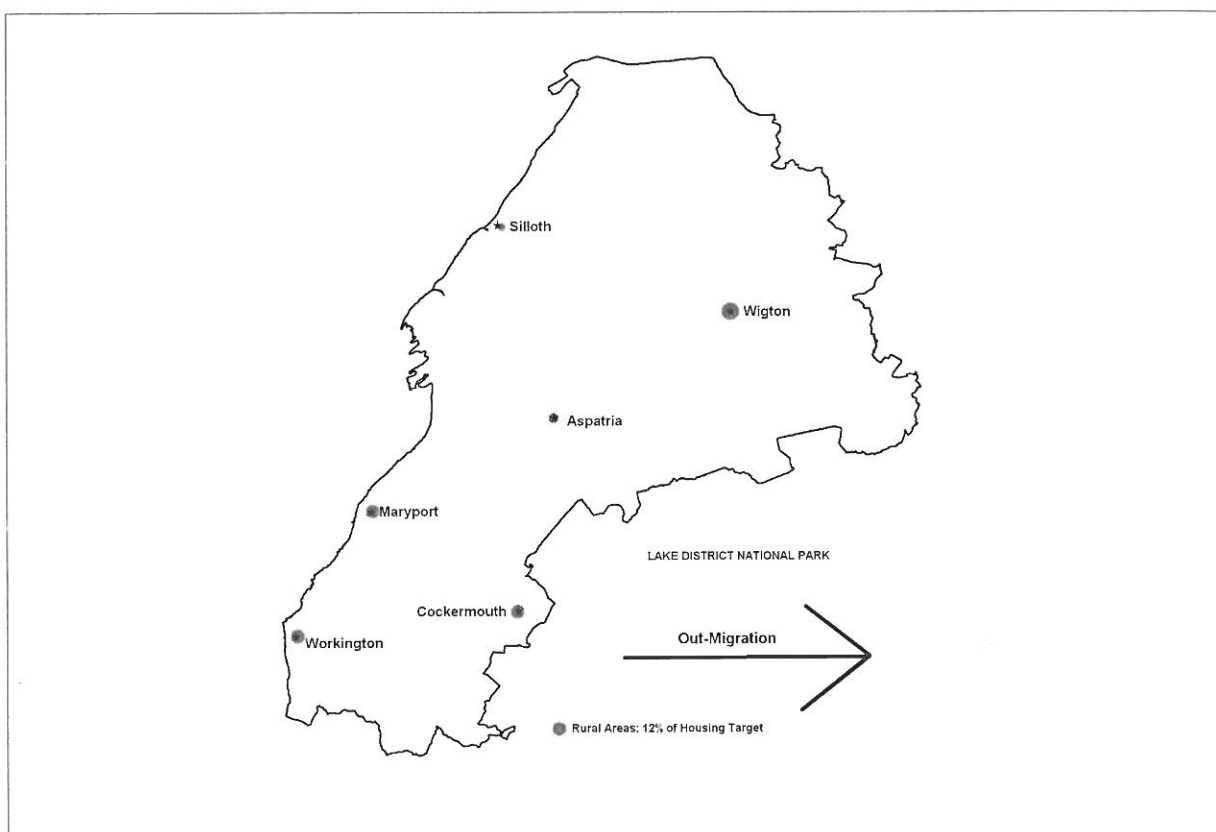 Silloth
Wigton
Aspatria
Maryport
LAKE DISTRICT NATIONAL PARK
Cockermouth
Out-Migration
Workington
Rural Areas: 12% of Housing Target